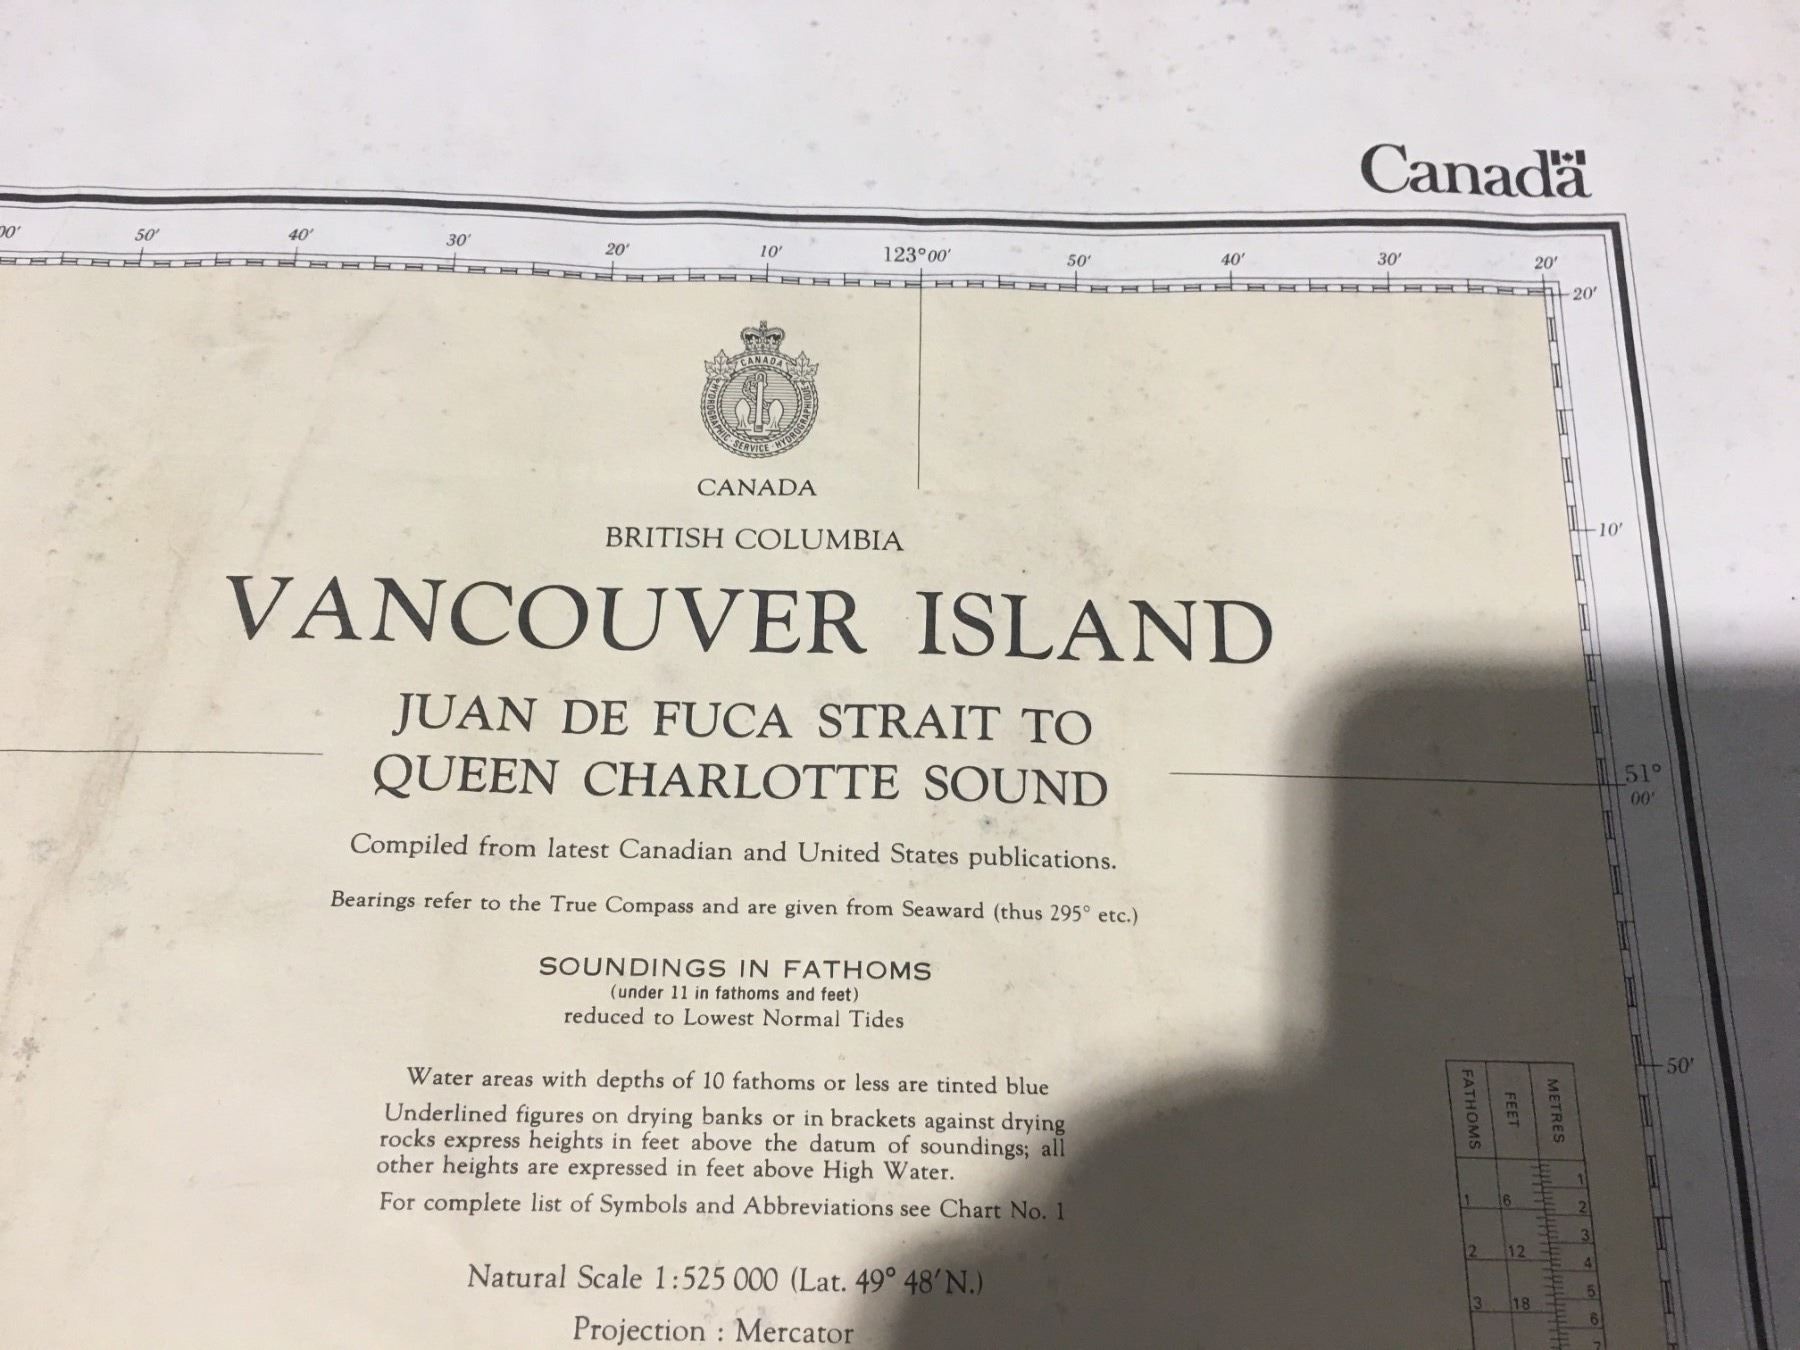 Canada
00'
50'
40'
30'
20'
10'
123°00'
50'
40'
30'
20'
20'
CANADA
HYDROGRAPHIC · SERVICE · HYDROGRAPHIQUE
CANADA
BRITISH COLUMBIA
10'
VANCOUVER ISLAND
JUAN DE FUCA STRAIT TO
QUEEN CHARLOTTE SOUND
51°
00'
Compiled from latest Canadian and United States publications.
Bearings refer to the True Compass and are given from Seaward (thus 295° etc.)
SOUNDINGS IN FATHOMS
(under 11 in fathoms and feet)
reduced to Lowest Normal Tides
50'
Water areas with depths of 10 fathoms or less are tinted blue
Underlined figures on drying banks or in brackets against drying
rocks express heights in feet above the datum of soundings; all
other heights are expressed in feet above High Water.
For complete list of Symbols and Abbreviations see Chart No. 1
Natural Scale 1:525 000 (Lat. 49° 48' N.)
Projection : Mercator
FATHOMS
FEET
METRES
1
6
1
2
2
12
3
4
3
18
5
6
7